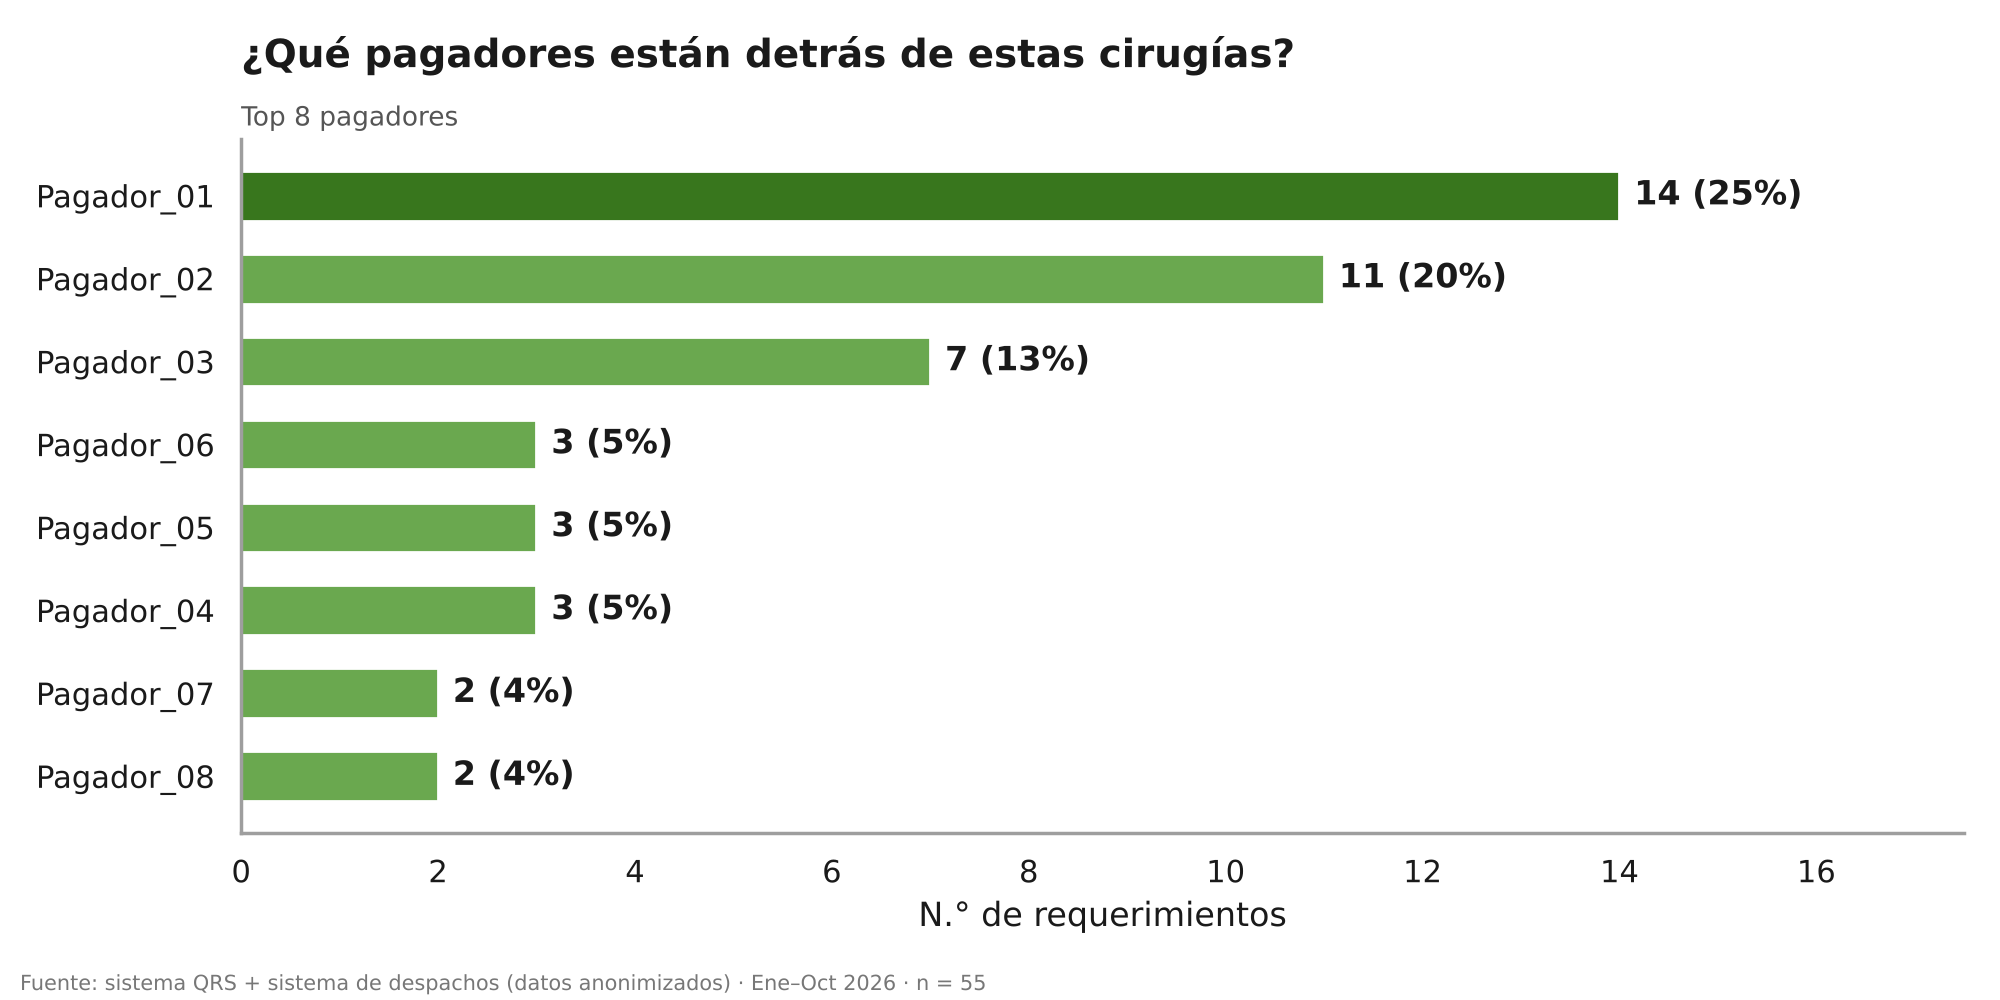 ¿Qué pagadores están detrás de estas cirugías?
Top 8 pagadores
Pagador_01 14 (25%)
Pagador_02 11 (20%)
Pagador_03 7 (13%)
Pagador_06 3 (5%)
Pagador_05 3 (5%)
Pagador_04 3 (5%)
Pagador_07 2 (4%)
Pagador_08 2 (4%)
0 2 4 6 8 10 12 14 16
N.° de requerimientos
Fuente: sistema QRS + sistema de despachos (datos anonimizados) · Ene–Oct 2026 · n = 55